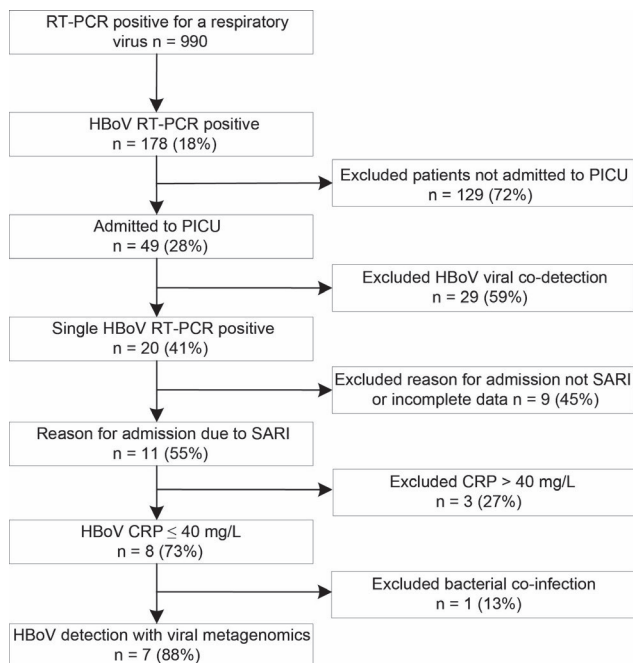 RT-PCR positive for a respiratory
virus n = 990
HBoV RT-PCR positive
n = 178 (18%)
Excluded patients not admitted to PICU
n = 129 (72%)
Admitted to PICU
n = 49 (28%)
Excluded HBoV viral co-detection
n = 29 (59%)
Single HBoV RT-PCR positive
n = 20 (41%)
Excluded reason for admission not SARI
or incomplete data n = 9 (45%)
Reason for admission due to SARI
n = 11 (55%)
Excluded CRP > 40 mg/L
n = 3 (27%)
HBoV CRP ≤ 40 mg/L
n = 8 (73%)
Excluded bacterial co-infection
n = 1 (13%)
HBoV detection with viral metagenomics
n = 7 (88%)